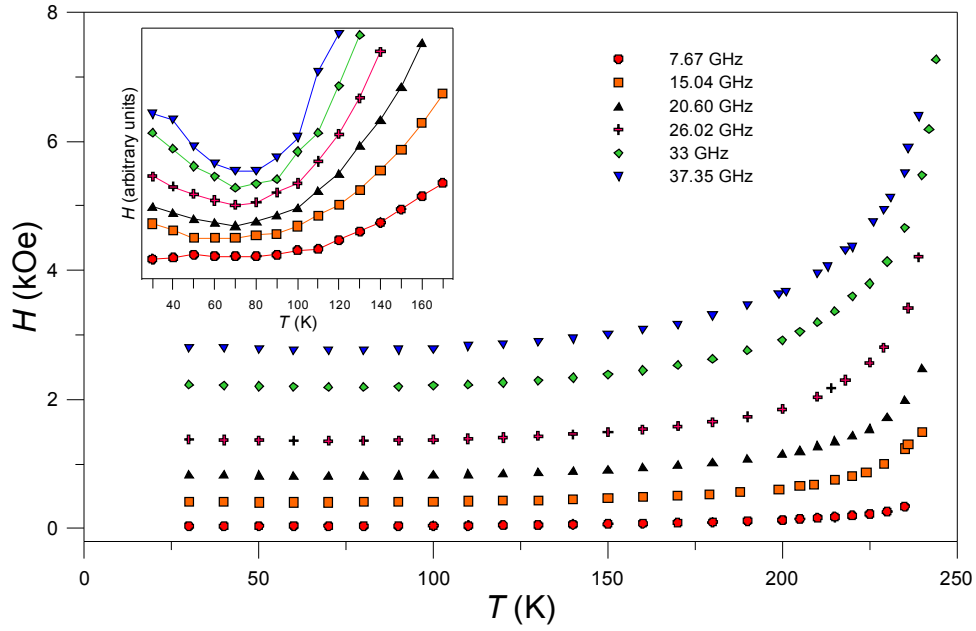 8
6
4
2
0
H (kOe)
0
50
100
150
200
250
T (K)
H (arbitrary units)
40
60
80
100
120
140
160
T (K)
7.67 GHz
15.04 GHz
20.60 GHz
26.02 GHz
33 GHz
37.35 GHz